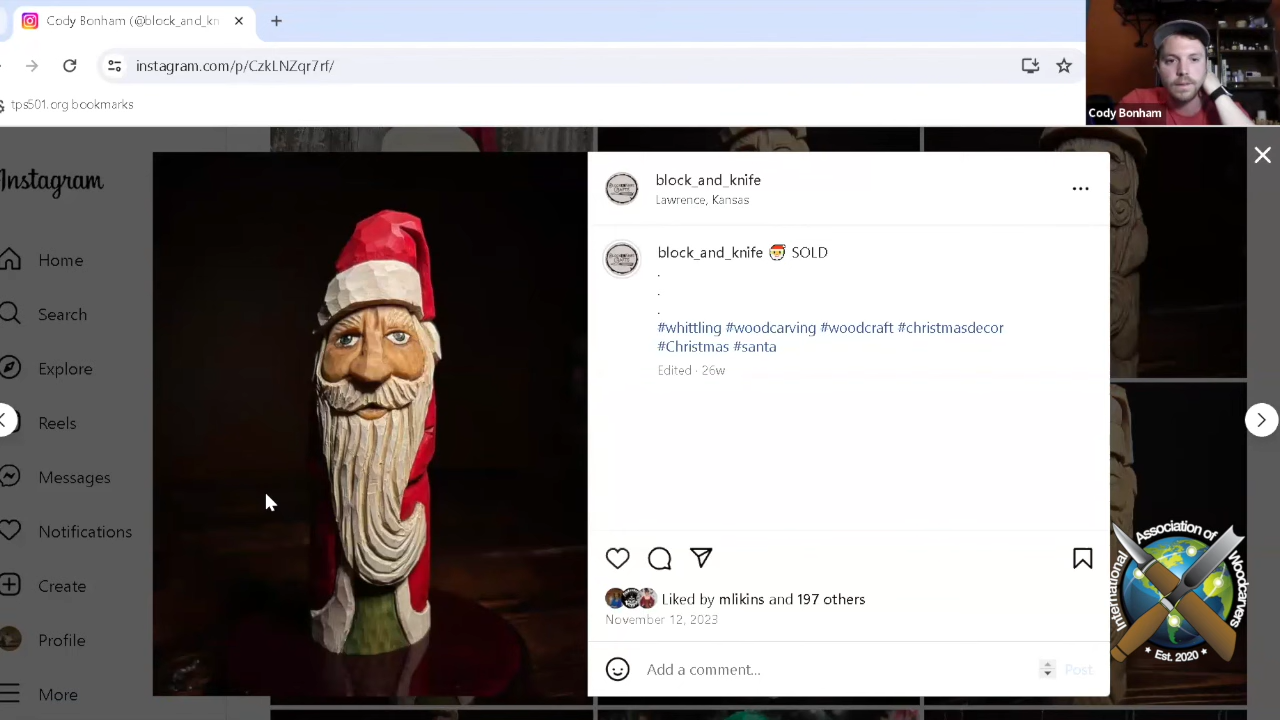 Cody Bonham (@block_and_kn
instagram.com/p/CzkLNZqr7rf/
tps501.org bookmarks
Cody Bonham
Instagram
Home
Search
Explore
Reels
Messages
Notifications
Create
Profile
More
block_and_knife
Lawrence, Kansas
block_and_knife 🎅 SOLD
.
.
.
#whittling #woodcarving #woodcraft #christmasdecor
#Christmas #santa
Edited · 26w
Liked by mlikins and 197 others
November 12, 2023
Add a comment...
Post
International Association of Woodcarvers
★ Est. 2020 ★